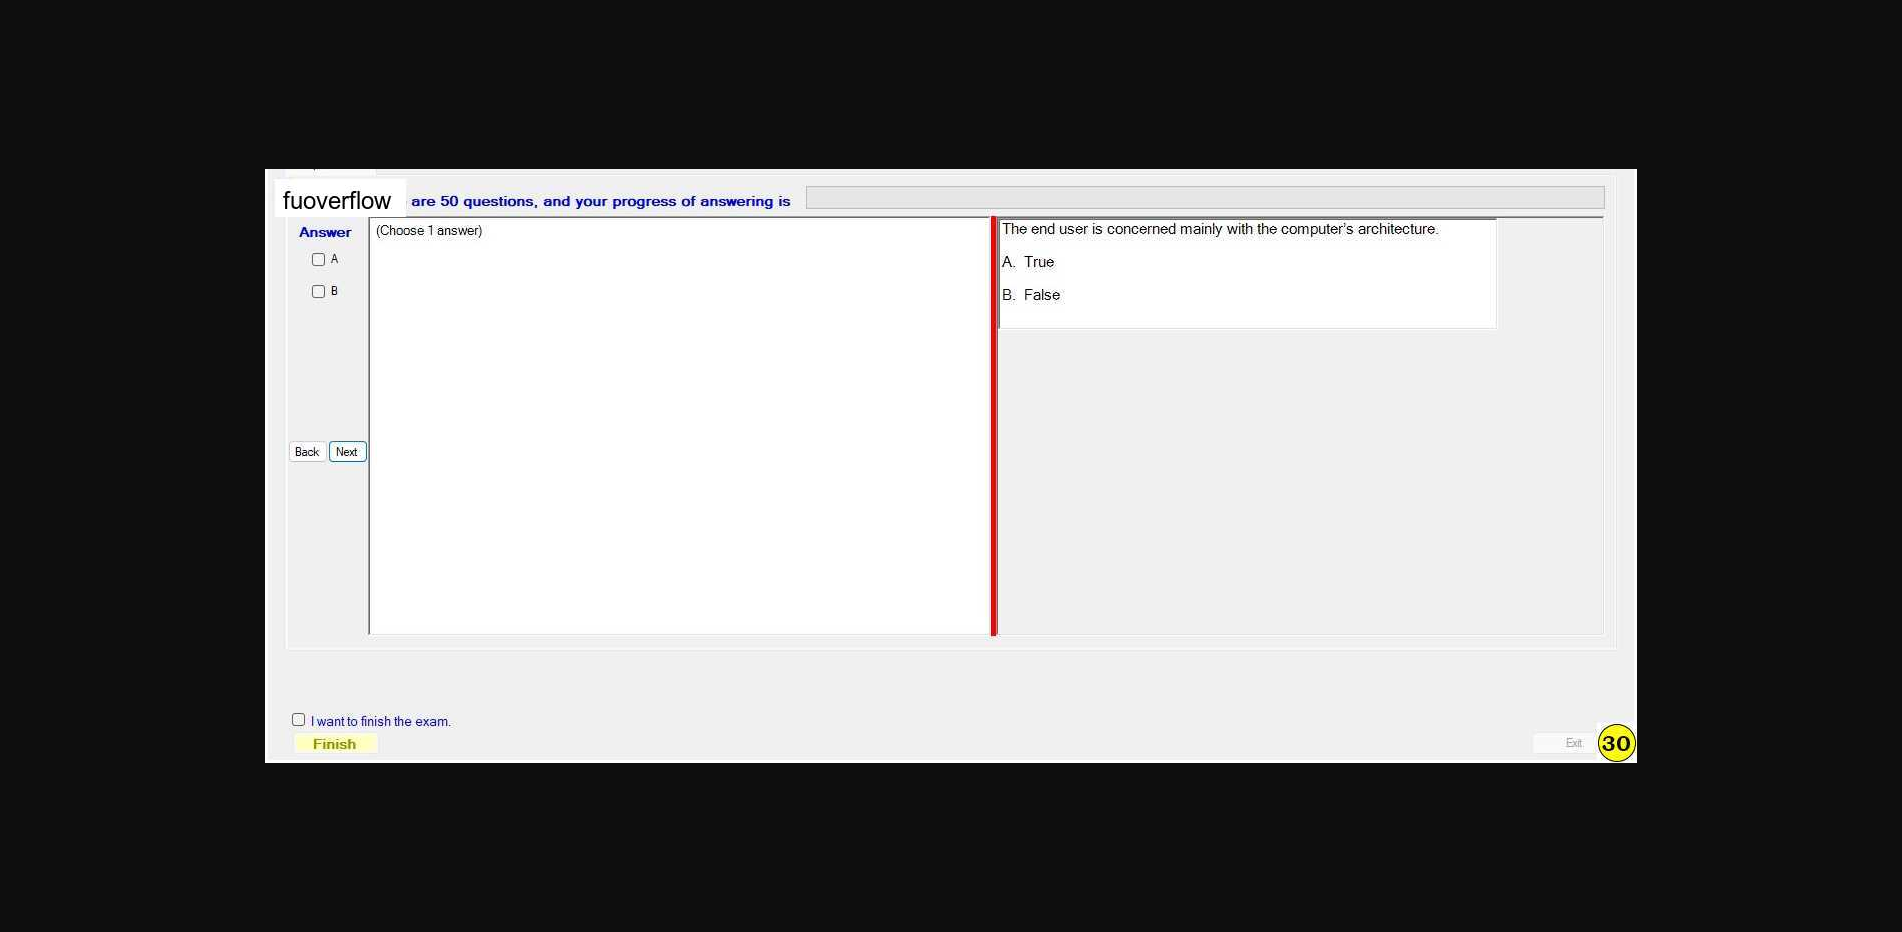 fuoverflow are 50 questions, and your progress of answering is
Answer
(Choose 1 answer)
A
B
Back Next
The end user is concerned mainly with the computer's architecture.
A. True
B. False
I want to finish the exam.
Finish
Exit
30